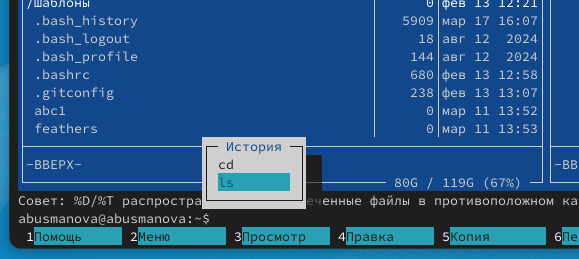 /Шаблоны 0 фев 13 12:21
.bash_history 5909 мар 17 16:07
.bash_logout 18 авг 12 2024
.bash_profile 144 авг 12 2024
.bashrc 680 фев 13 12:58
.gitconfig 238 фев 13 13:07
abc1 0 мар 11 13:52
feathers 0 мар 11 13:53
История
cd
ls
-ВВЕРХ- -ВВ
80G / 119G (67%)
Совет: %D/%T распростра еченные файлы в противоположном ка
abusmanova@abusmanova:~$
1Помощь 2Меню 3Просмотр 4Правка 5Копия 6Пе